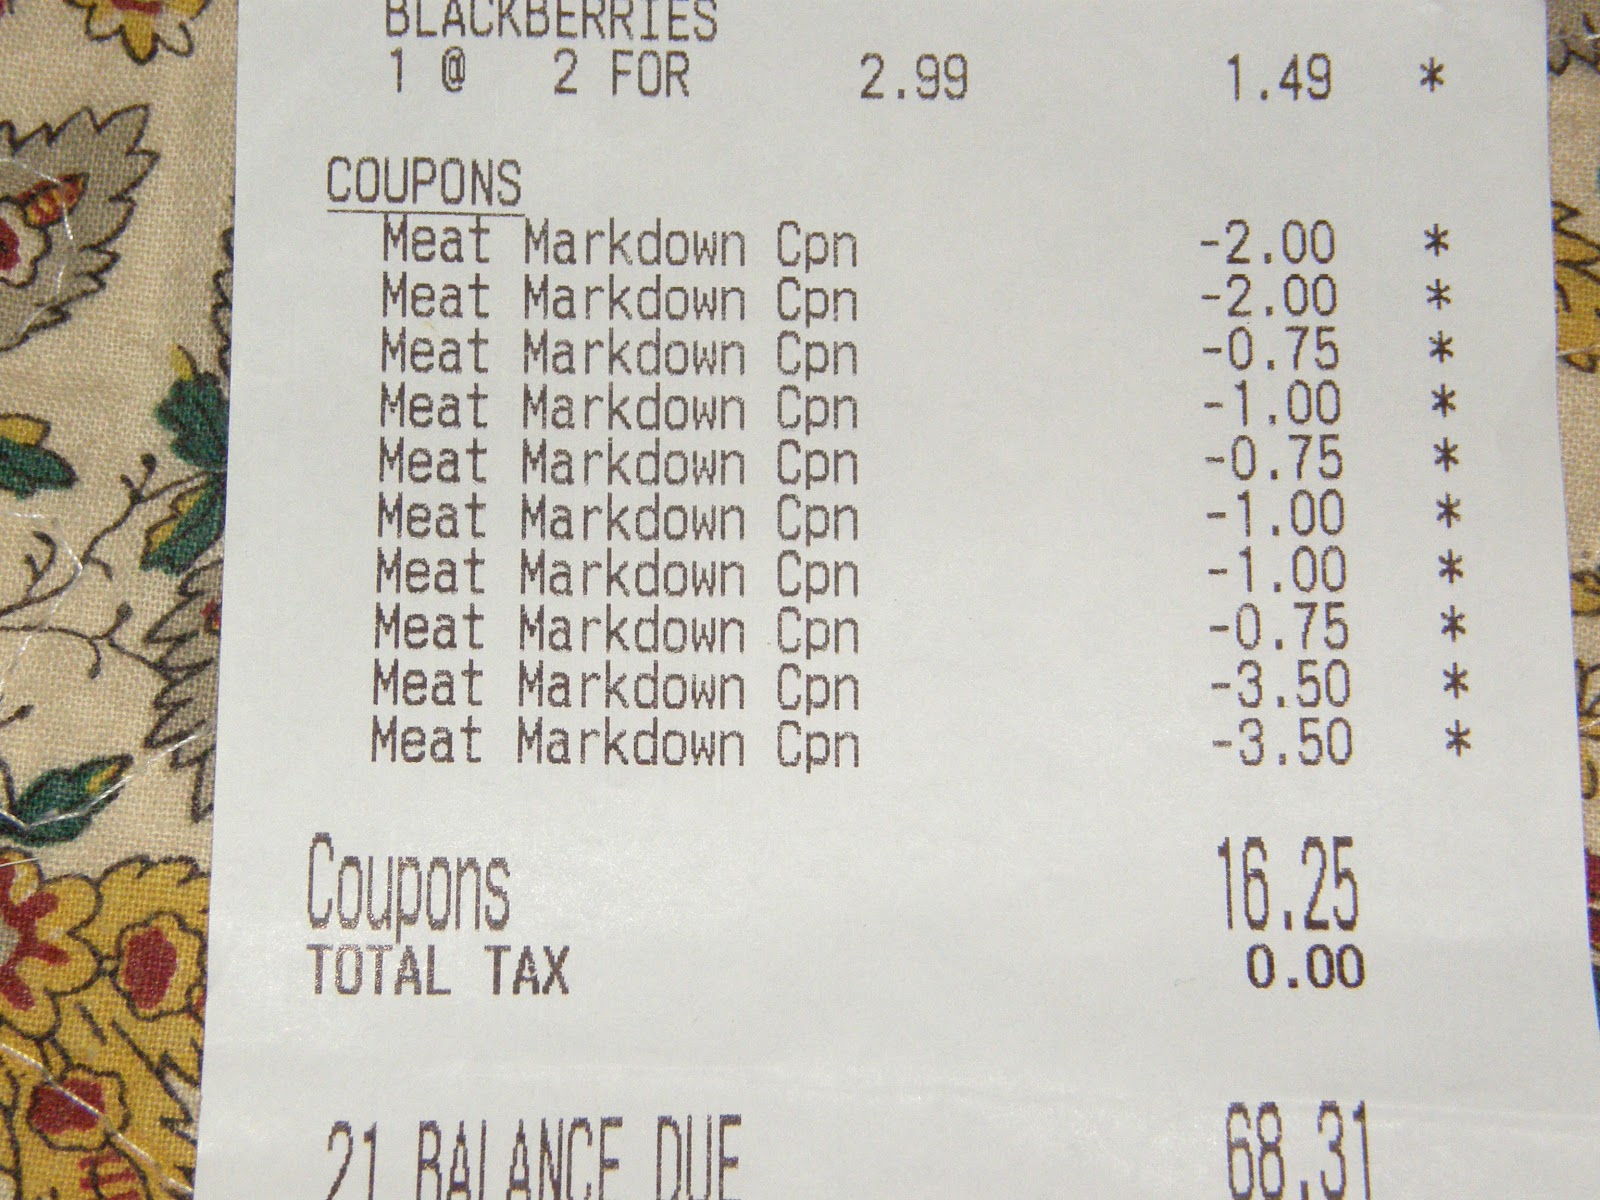 BLACKBERRIES
1 @ 2 FOR 2.99 1.49 *
COUPONS
Meat Markdown Cpn -2.00 *
Meat Markdown Cpn -2.00 *
Meat Markdown Cpn -0.75 *
Meat Markdown Cpn -1.00 *
Meat Markdown Cpn -0.75 *
Meat Markdown Cpn -1.00 *
Meat Markdown Cpn -1.00 *
Meat Markdown Cpn -0.75 *
Meat Markdown Cpn -3.50 *
Meat Markdown Cpn -3.50 *
Coupons 16.25
TOTAL TAX 0.00
21 BALANCE DUE 68.31